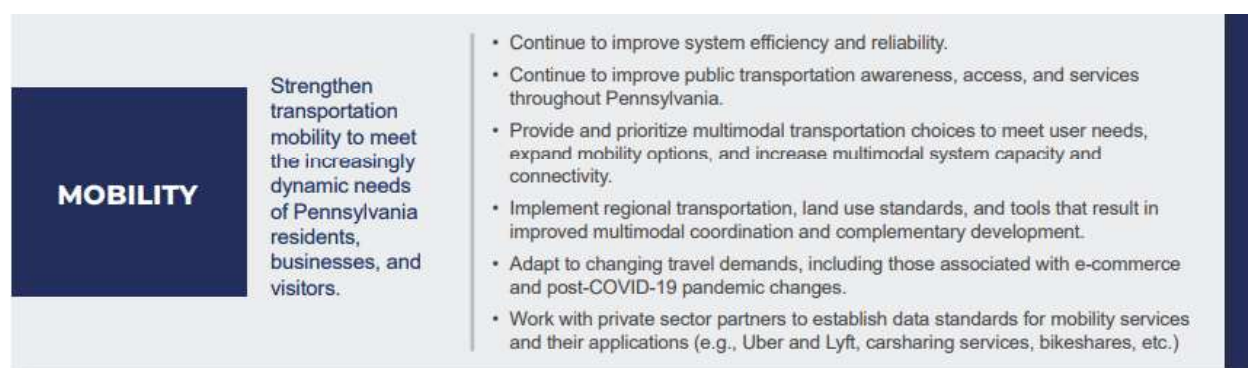 MOBILITY
Strengthen
transportation
mobility to meet
the increasingly
dynamic needs
of Pennsylvania
residents,
businesses, and
visitors.
• Continue to improve system efficiency and reliability.
• Continue to improve public transportation awareness, access, and services
throughout Pennsylvania.
• Provide and prioritize multimodal transportation choices to meet user needs,
expand mobility options, and increase multimodal system capacity and
connectivity.
• Implement regional transportation, land use standards, and tools that result in
improved multimodal coordination and complementary development.
• Adapt to changing travel demands, including those associated with e-commerce
and post-COVID-19 pandemic changes.
• Work with private sector partners to establish data standards for mobility services
and their applications (e.g., Uber and Lyft, carsharing services, bikeshares, etc.)